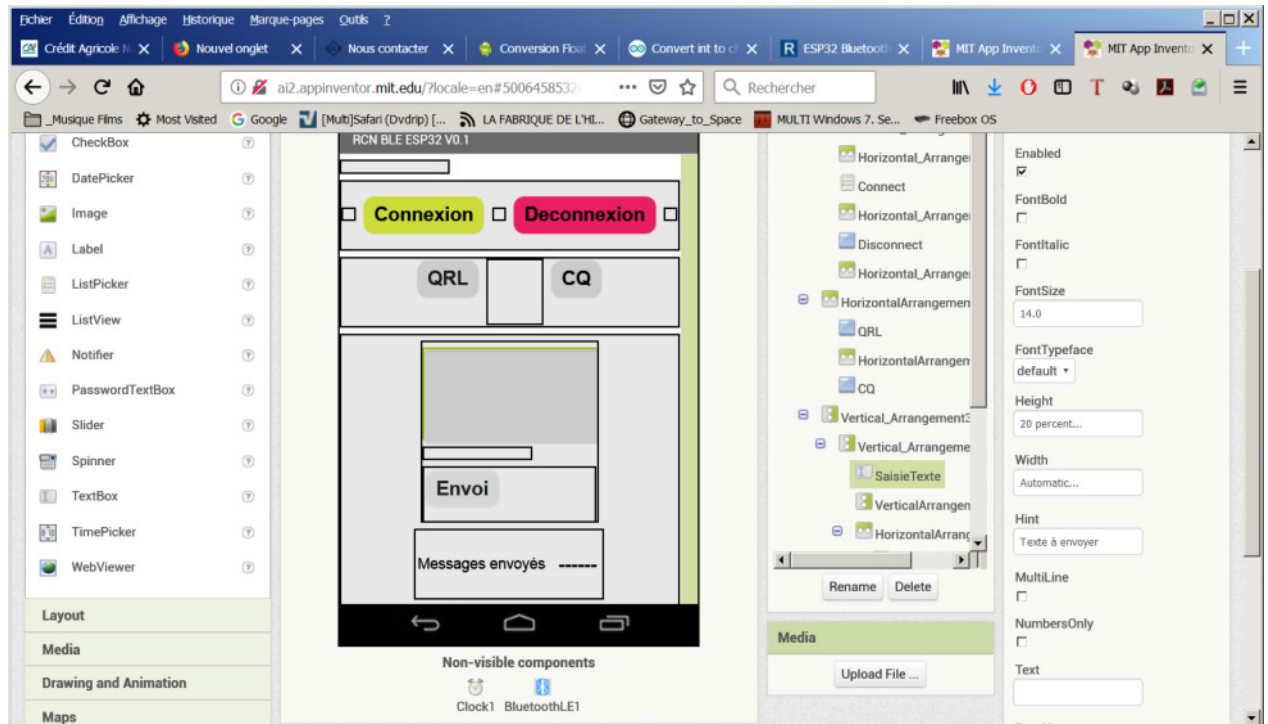 Fichier Édition Affichage Historique Marque-pages Outils ?
Crédit Agricole N Nouvel onglet Nous contacter Conversion Float Convert int to cl ESP32 Bluetooth MIT App Invento MIT App Invento
ai2.appinventor.mit.edu/?locale=en#5006458532 Rechercher
_Musique Films Most Visited Google [Multi]Safari (Dvdrip) [... LA FABRIQUE DE L'HI... Gateway_to_Space MULTI Windows 7. Se... Freebox OS
CheckBox
DatePicker
Image
Label
ListPicker
ListView
Notifier
PasswordTextBox
Slider
Spinner
TextBox
TimePicker
WebViewer
Layout
Media
Drawing and Animation
Maps
RCN BLE ESP32 V0.1
Connexion Deconnexion
QRL CQ
Envoi
Messages envoyés ------
Non-visible components
Clock1 BluetoothLE1
Horizontal_Arrange
Connect
Horizontal_Arrange
Disconnect
Horizontal_Arrange
HorizontalArrangemen
QRL
HorizontalArrangem
CQ
Vertical_Arrangement3
Vertical_Arrangeme
SaisieTexte
VerticalArrangen
HorizontalArrang
Rename Delete
Media
Upload File ...
Enabled
FontBold
FontItalic
FontSize
14.0
FontTypeface
default
Height
20 percent...
Width
Automatic...
Hint
Texte à envoyer
MultiLine
NumbersOnly
Text